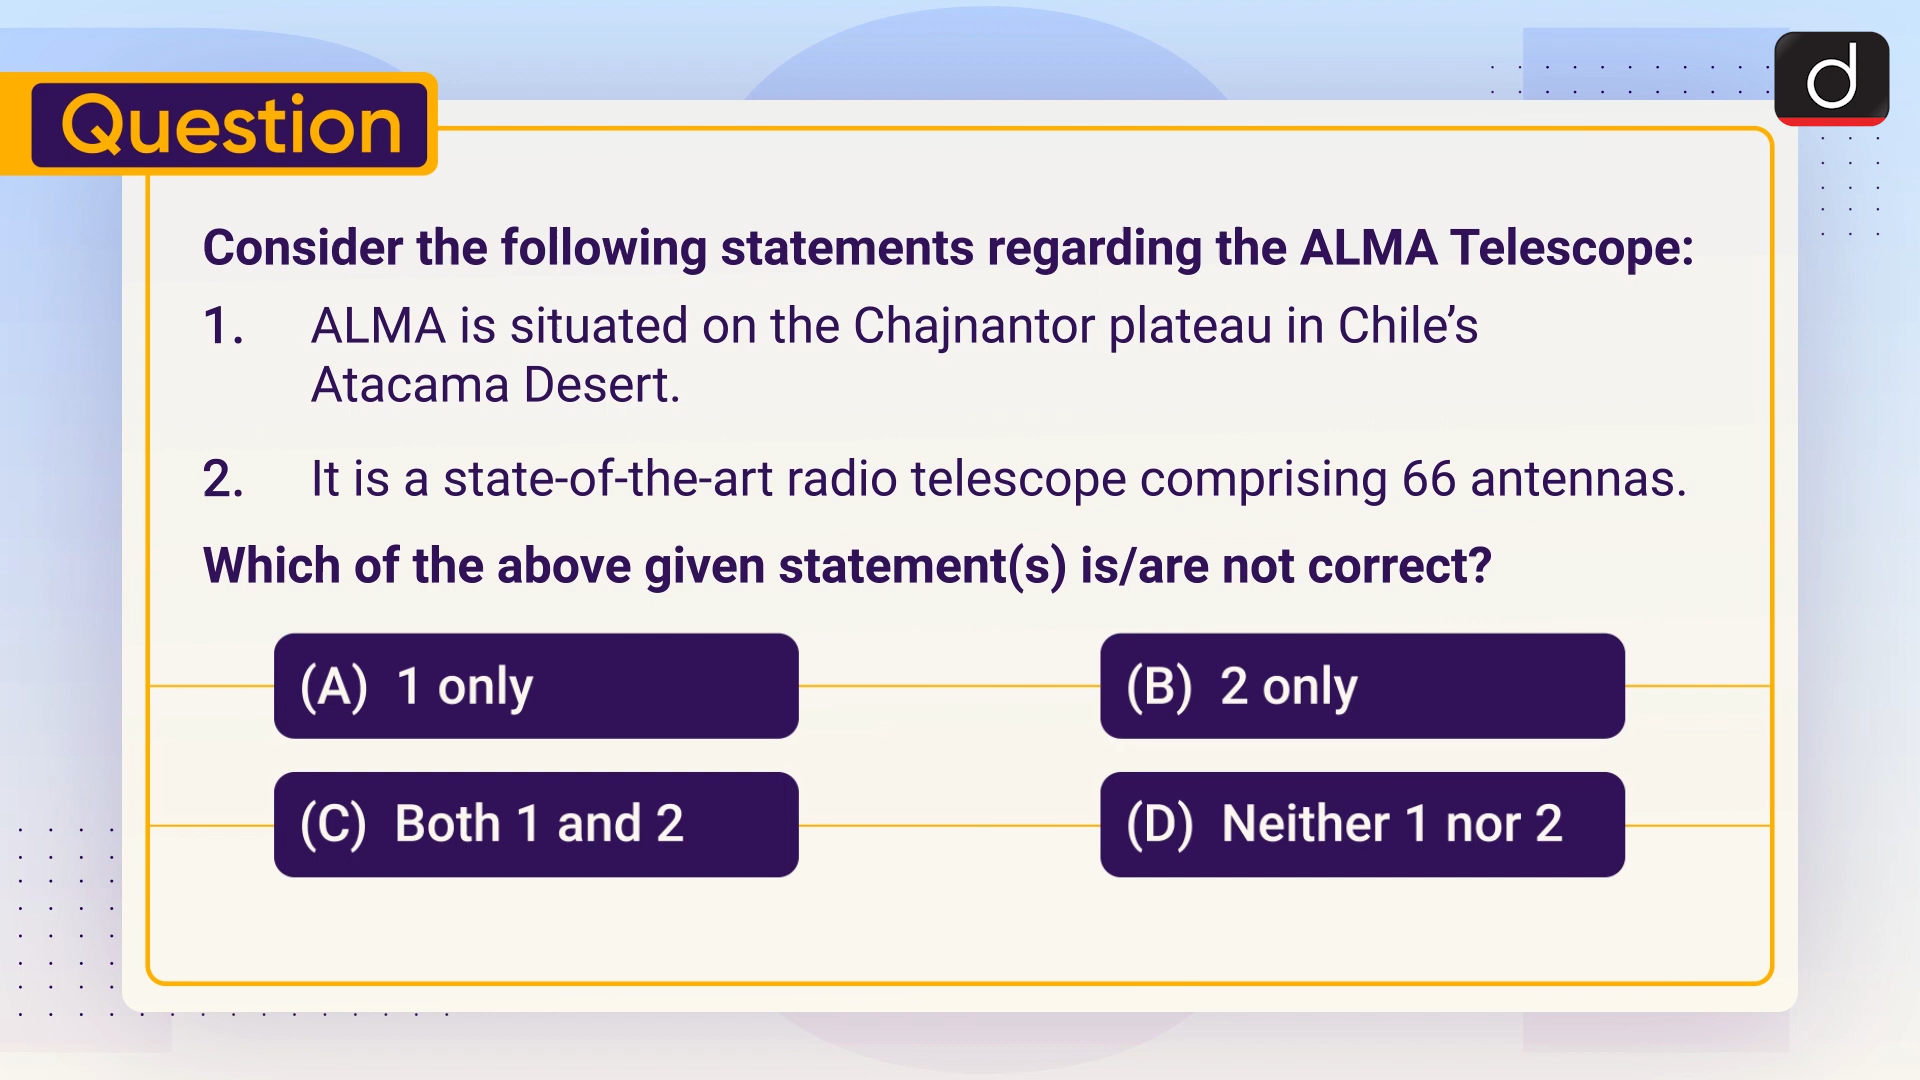 Question
d
Consider the following statements regarding the ALMA Telescope:
1. ALMA is situated on the Chajnantor plateau in Chile’s
Atacama Desert.
2. It is a state-of-the-art radio telescope comprising 66 antennas.
Which of the above given statement(s) is/are not correct?
(A) 1 only
(B) 2 only
(C) Both 1 and 2
(D) Neither 1 nor 2